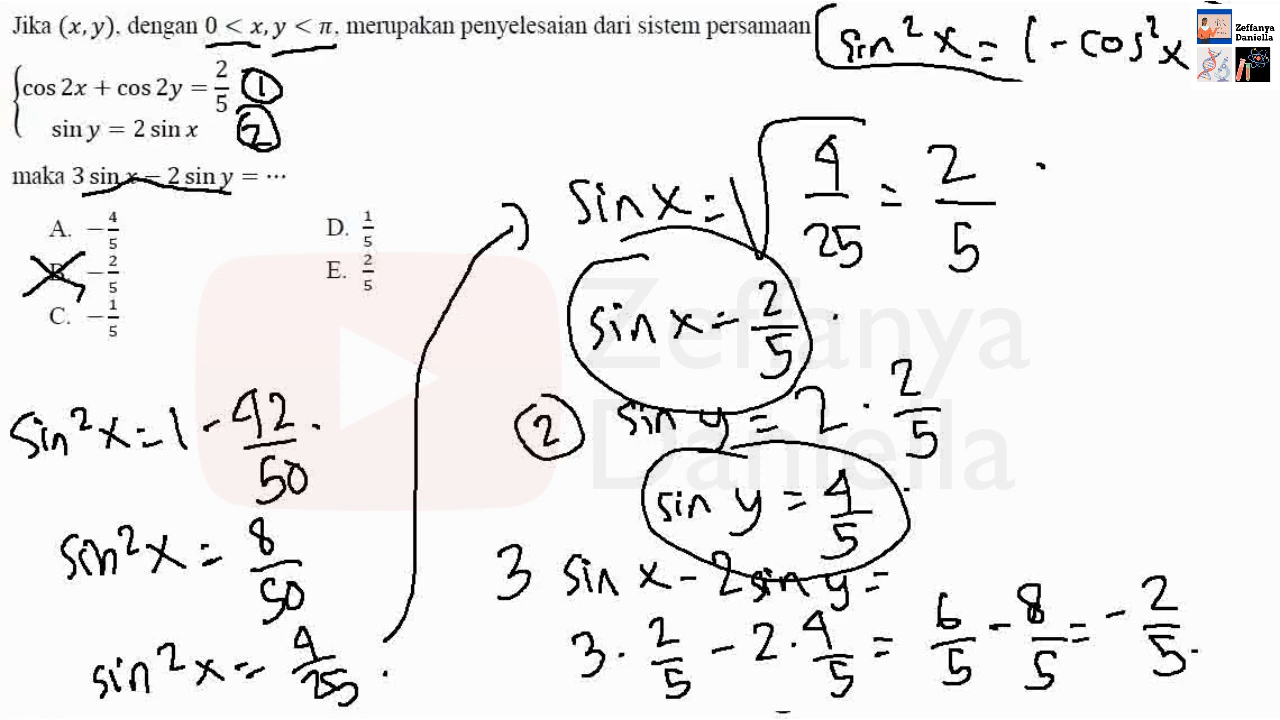 Jika (x, y), dengan 0 < x, y < π, merupakan penyelesaian dari sistem persamaan
cos 2x + cos 2y = 2/5 ①
sin y = 2 sin x ②
maka 3 sin x − 2 sin y = ⋯
A. −4/5
B. −2/5
C. −1/5
D. 1/5
E. 2/5
sin²x = 1 - cos²x
Zeffanya
Daniella
sin²x = 1 - 42/50
sin²x = 8/50
sin²x = 4/25
sin x = √4/25 = 2/5
sin x = 2/5
② sin y = 2 · 2/5
sin y = 4/5
3 sin x - 2 sin y =
3 · 2/5 - 2 · 4/5 = 6/5 - 8/5 = - 2/5
Zeffanya
Daniella